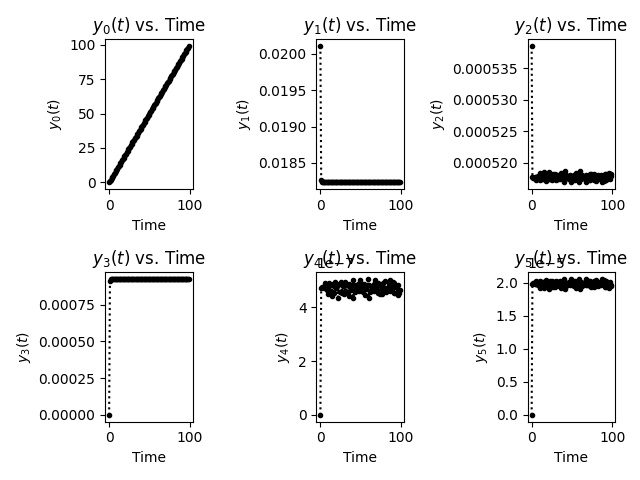 y₀(t) vs. Time
y₁(t) vs. Time
y₂(t) vs. Time
100
75
50
25
0
y₀(t)
0 100
Time
0.0200
0.0195
0.0190
0.0185
y₁(t)
0 100
Time
0.000535
0.000530
0.000525
0.000520
y₂(t)
0 100
Time
y₃(t) vs. Time
y₄(t) vs. Time
y₅(t) vs. Time
0.00075
0.00050
0.00025
0.00000
y₃(t)
0 100
Time
1e−7
4
2
0
y₄(t)
0 100
Time
1e−5
2.0
1.5
1.0
0.5
0.0
y₅(t)
0 100
Time